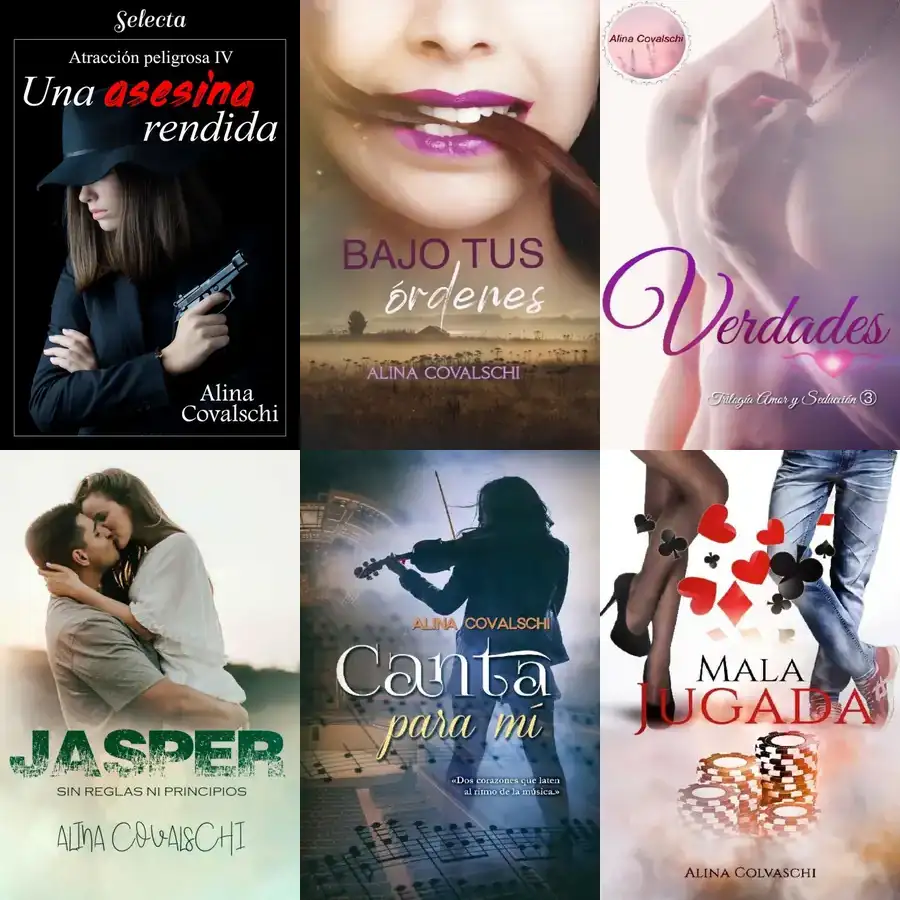 Selecta
Atracción peligrosa IV
Una asesina
rendida
Alina
Covalschi
BAJO TUS
órdenes
ALINA COVALSCHI
Alina Covalschi
Verdades
Trilogía Amor y Seducción 3
JASPER
SIN REGLAS NI PRINCIPIOS
ALINA COVALSCHI
ALINA COVALSCHI
Canta
para mí
«Dos corazones que laten
al ritmo de la música.»
MALA
JUGADA
ALINA COLVASCHI